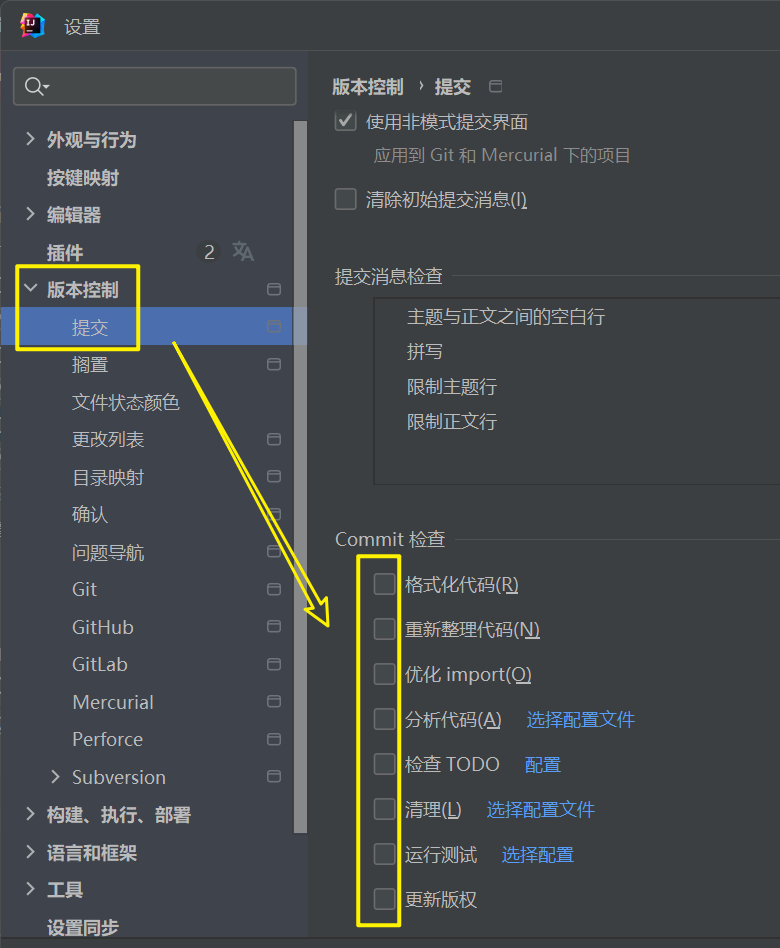 设置
外观与行为
按键映射
编辑器
插件 2
版本控制
提交
搁置
文件状态颜色
更改列表
目录映射
确认
问题导航
Git
GitHub
GitLab
Mercurial
Perforce
Subversion
构建、执行、部署
语言和框架
工具
设置同步
版本控制 › 提交
使用非模式提交界面
应用到 Git 和 Mercurial 下的项目
清除初始提交消息(I)
提交消息检查
主题与正文之间的空白行
拼写
限制主题行
限制正文行
Commit 检查
格式化代码(R)
重新整理代码(N)
优化 import(O)
分析代码(A) 选择配置文件
检查 TODO 配置
清理(L) 选择配置文件
运行测试 选择配置
更新版权